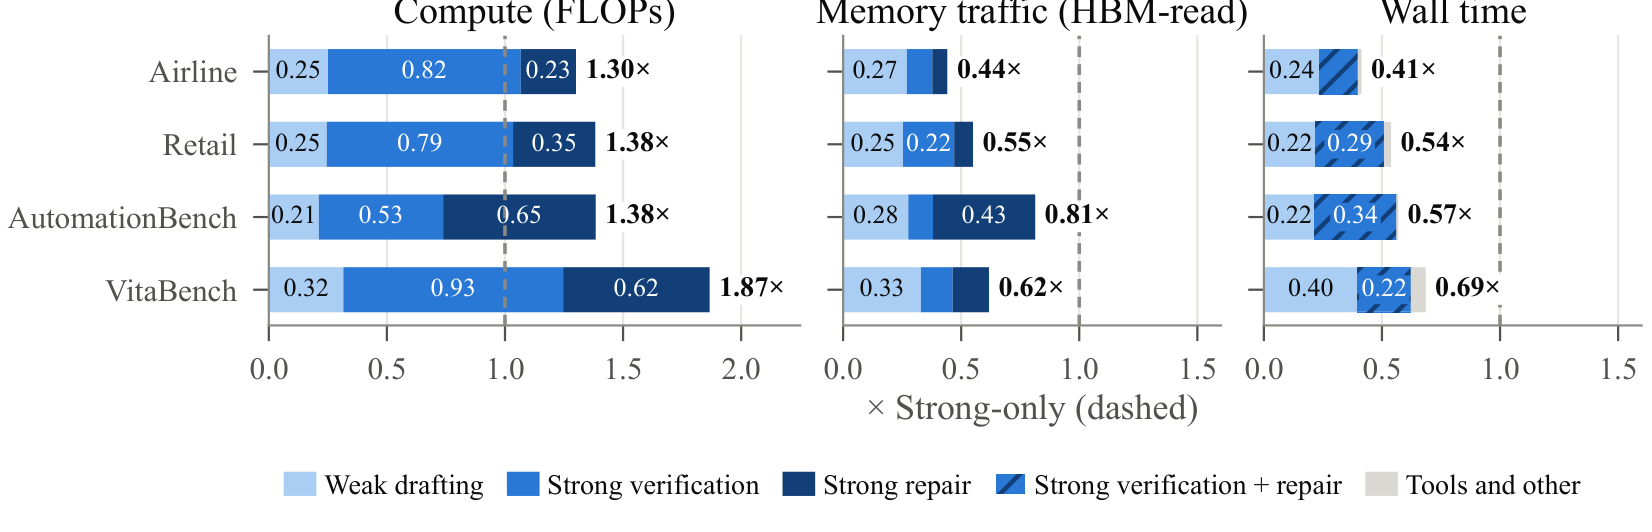 Compute (FLOPs) Memory traffic (HBM-read) Wall time
Airline 0.25 0.82 0.23 1.30× 0.27 0.44× 0.24 0.41×
Retail 0.25 0.79 0.35 1.38× 0.25 0.22 0.55× 0.22 0.29 0.54×
AutomationBench 0.21 0.53 0.65 1.38× 0.28 0.43 0.81× 0.22 0.34 0.57×
VitaBench 0.32 0.93 0.62 1.87× 0.33 0.62× 0.40 0.22 0.69×
0.0 0.5 1.0 1.5 2.0 0.0 0.5 1.0 1.5 0.0 0.5 1.0 1.5
× Strong-only (dashed)
Weak drafting Strong verification Strong repair Strong verification + repair Tools and other